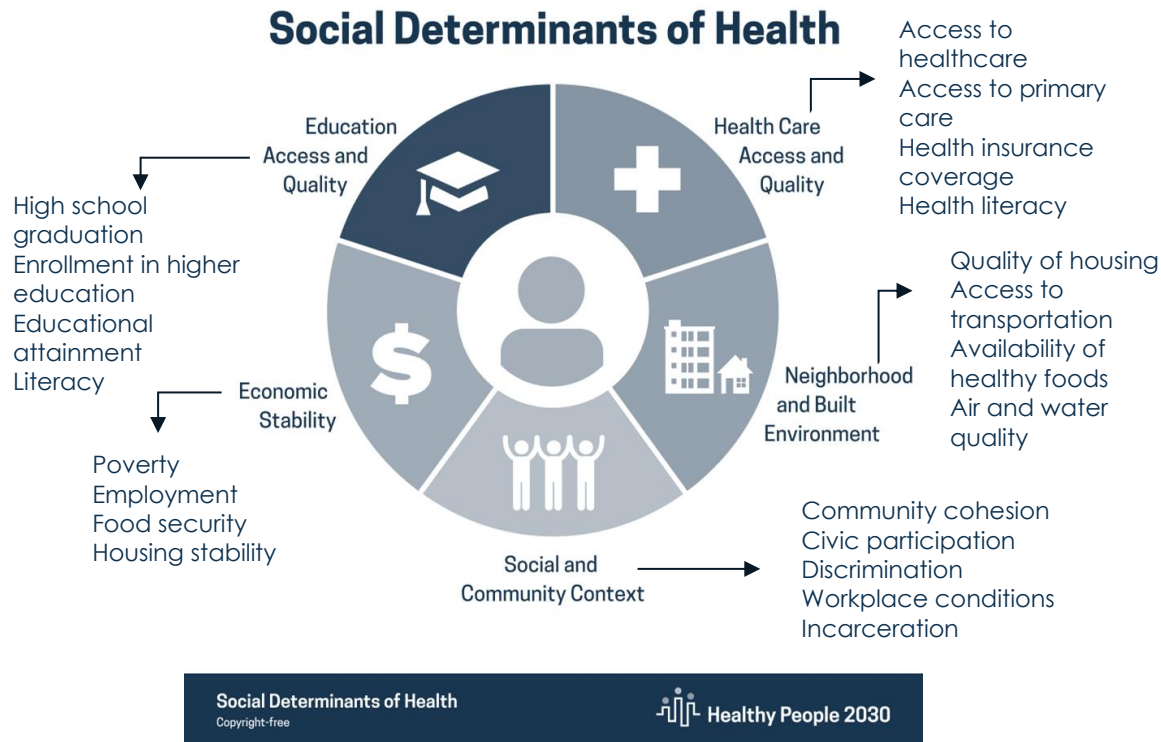 Social Determinants of Health
Education
Access and
Quality
High school
graduation
Enrollment in higher
education
Educational
attainment
Literacy
Health Care
Access and
Quality
Access to
healthcare
Access to primary
care
Health insurance
coverage
Health literacy
$
Economic
Stability
Poverty
Employment
Food security
Housing stability
Neighborhood
and Built
Environment
Quality of housing
Access to
transportation
Availability of
healthy foods
Air and water
quality
Social and
Community Context
Community cohesion
Civic participation
Discrimination
Workplace conditions
Incarceration
Social Determinants of Health
Copyright-free
Healthy People 2030